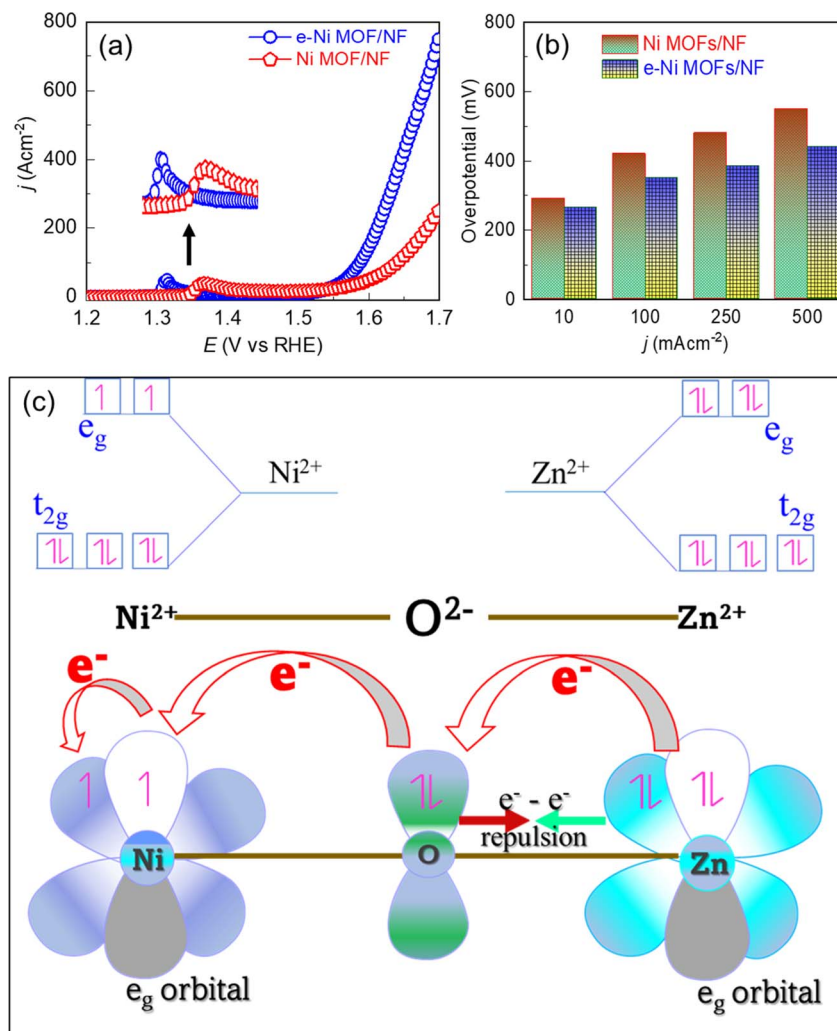 (a)
e-Ni MOF/NF
Ni MOF/NF
j (Acm⁻²)
800
600
400
200
0
1.2 1.3 1.4 1.5 1.6 1.7
E (V vs RHE)
(b)
Ni MOFs/NF
e-Ni MOFs/NF
Overpotential (mV)
800
600
400
200
0
10 100 250 500
j (mAcm⁻²)
(c)
↿ ↿
e_g
Ni²⁺
t₂g
↿⇂ ↿⇂ ↿⇂
↿⇂ ↿⇂
e_g
Zn²⁺
t₂g
↿⇂ ↿⇂ ↿⇂
Ni²⁺ O²⁻ Zn²⁺
e⁻ e⁻ e⁻
↿ ↿ ↿⇂ ↿⇂ ↿⇂
e⁻ - e⁻
repulsion
Ni O Zn
e_g orbital e_g orbital